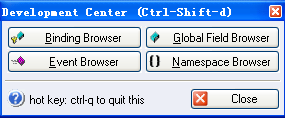 Development Center (Ctrl-Shift-d)
Binding Browser
Global Field Browser
Event Browser
Namespace Browser
hot key: ctrl-q to quit this
Close